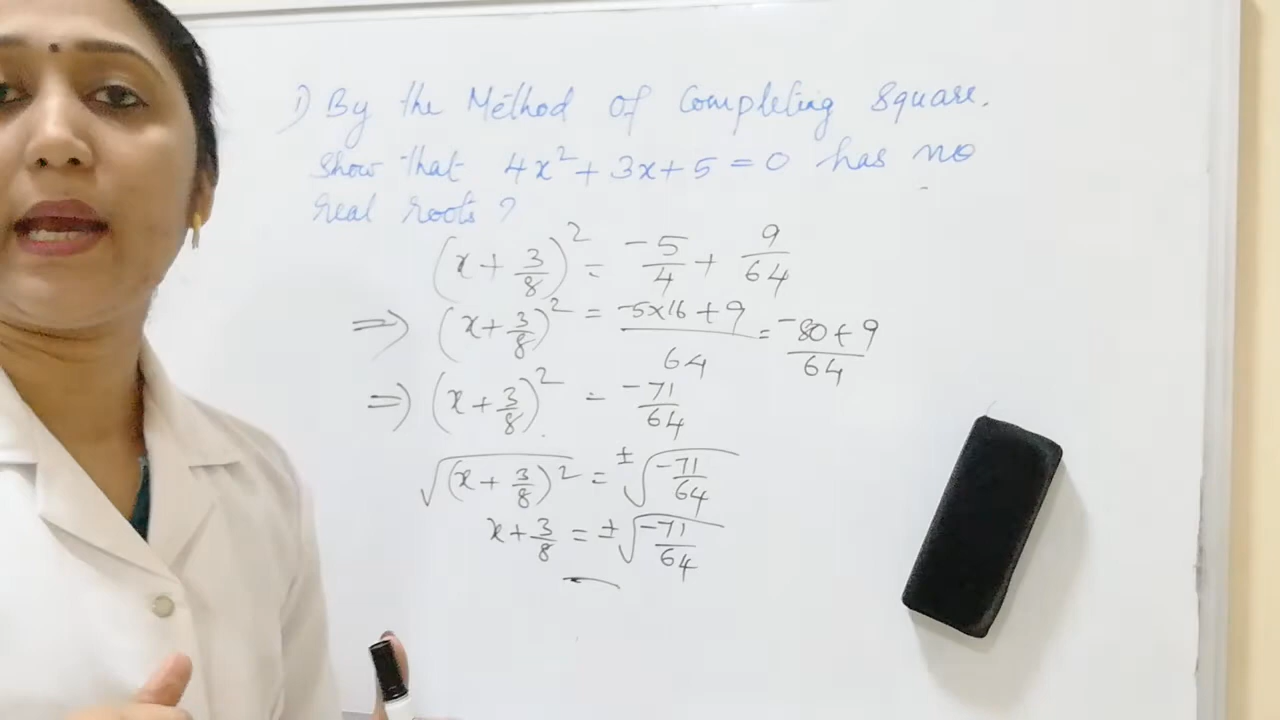 1) By the Method of Completing Square.
Show that 4x² + 3x + 5 = 0 has no
real roots ?
(x + 3/8)² = -5/4 + 9/64
⇒ (x + 3/8)² = (-5×16 + 9)/64 = (-80 + 9)/64
⇒ (x + 3/8)² = -71/64
√(x + 3/8)² = ±√(-71/64)
x + 3/8 = ±√(-71/64)